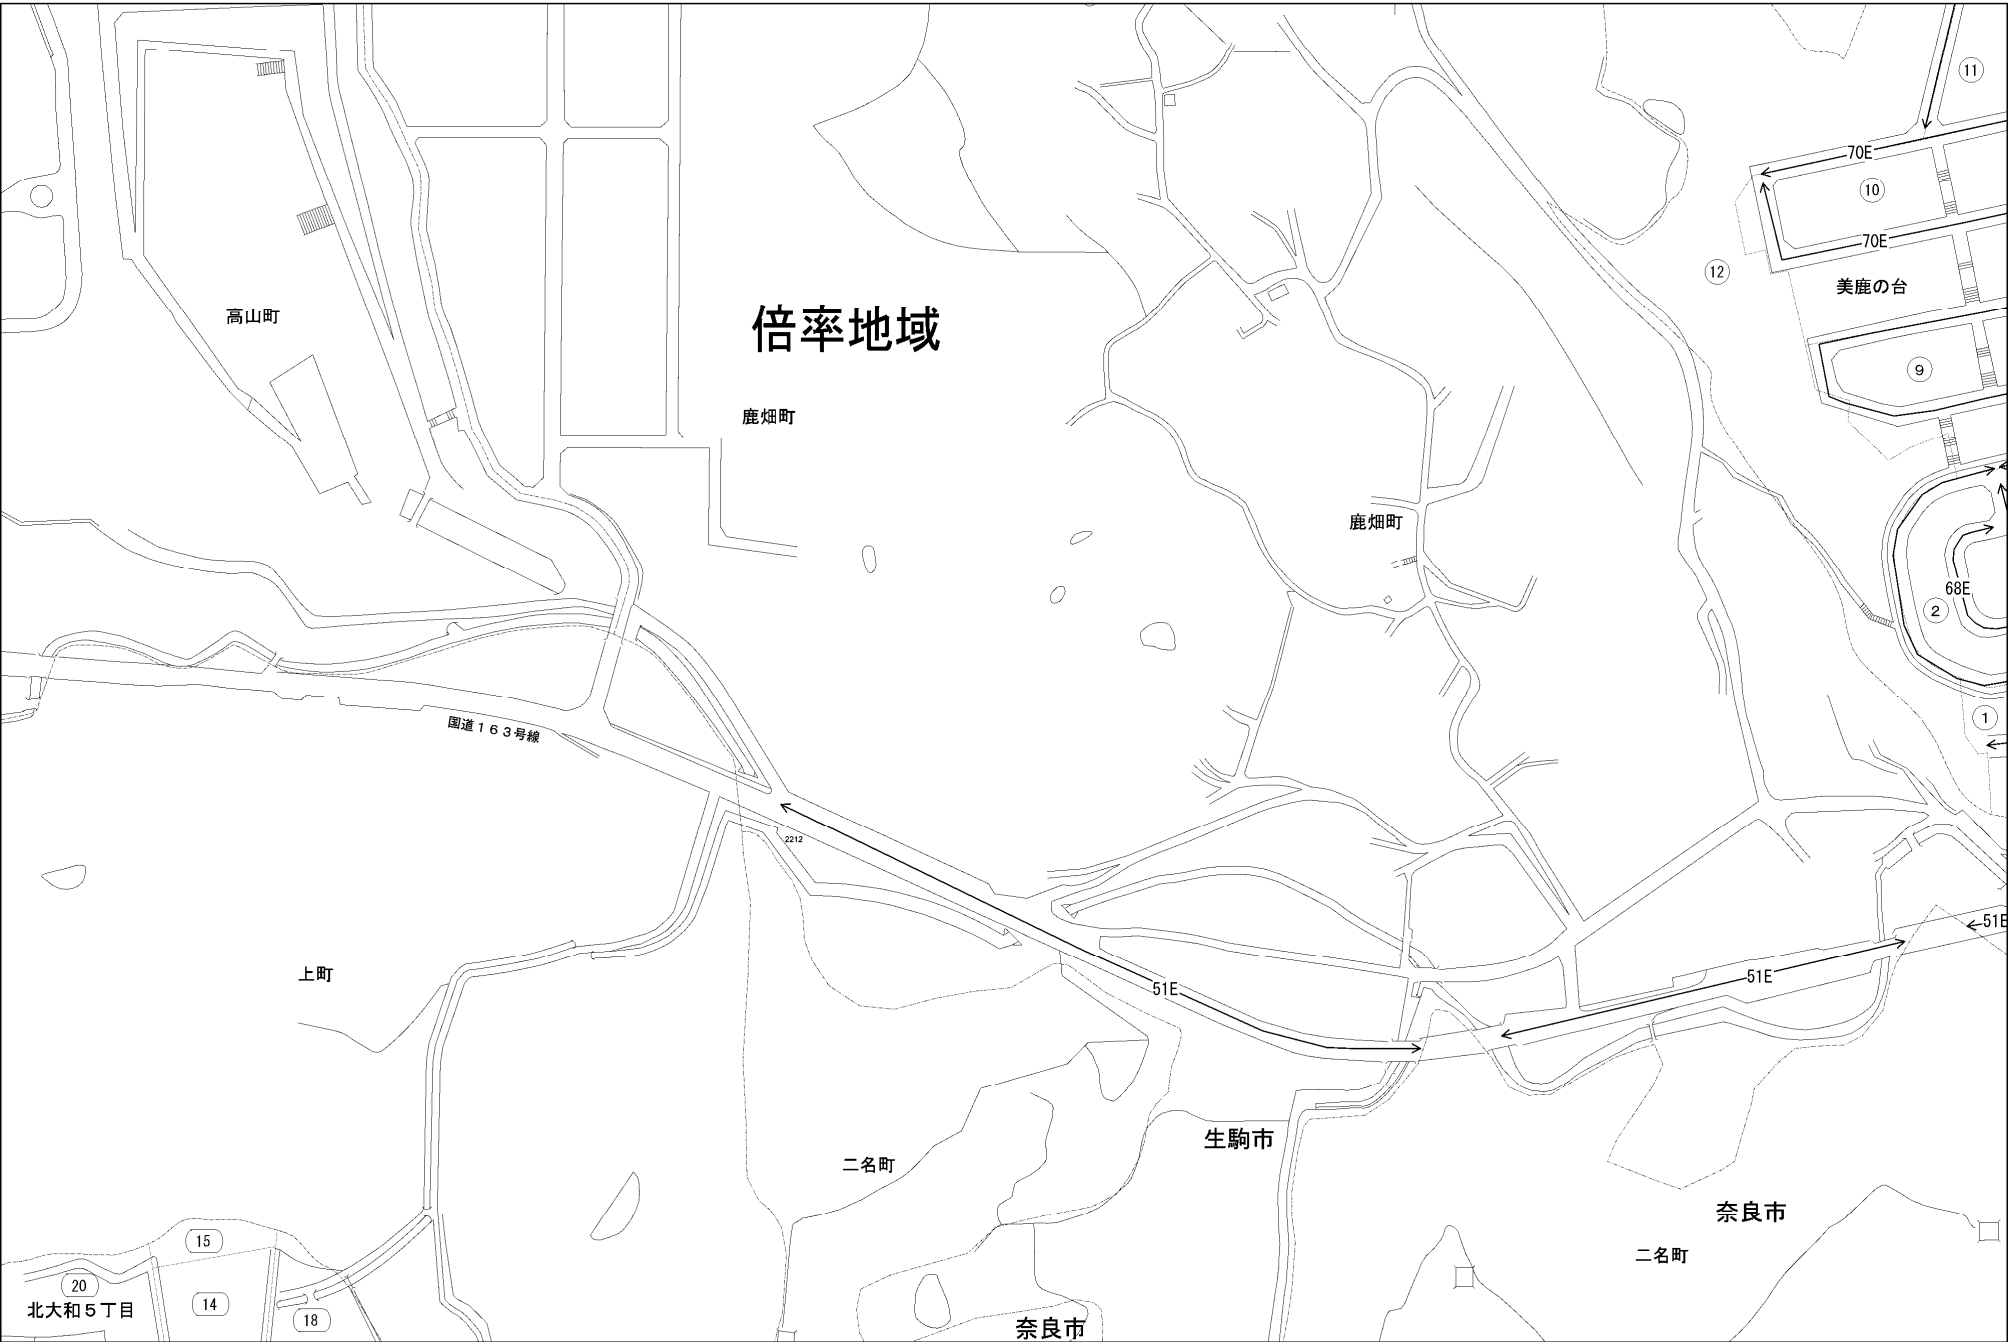 11
70E
10
70E
12
美鹿の台
高山町
倍率地域
9
鹿畑町
鹿畑町
68E
2
1
国道163号線
2212
51E
上町
51E
51E
生駒市
二名町
奈良市
15
二名町
20
14
北大和5丁目
18
奈良市